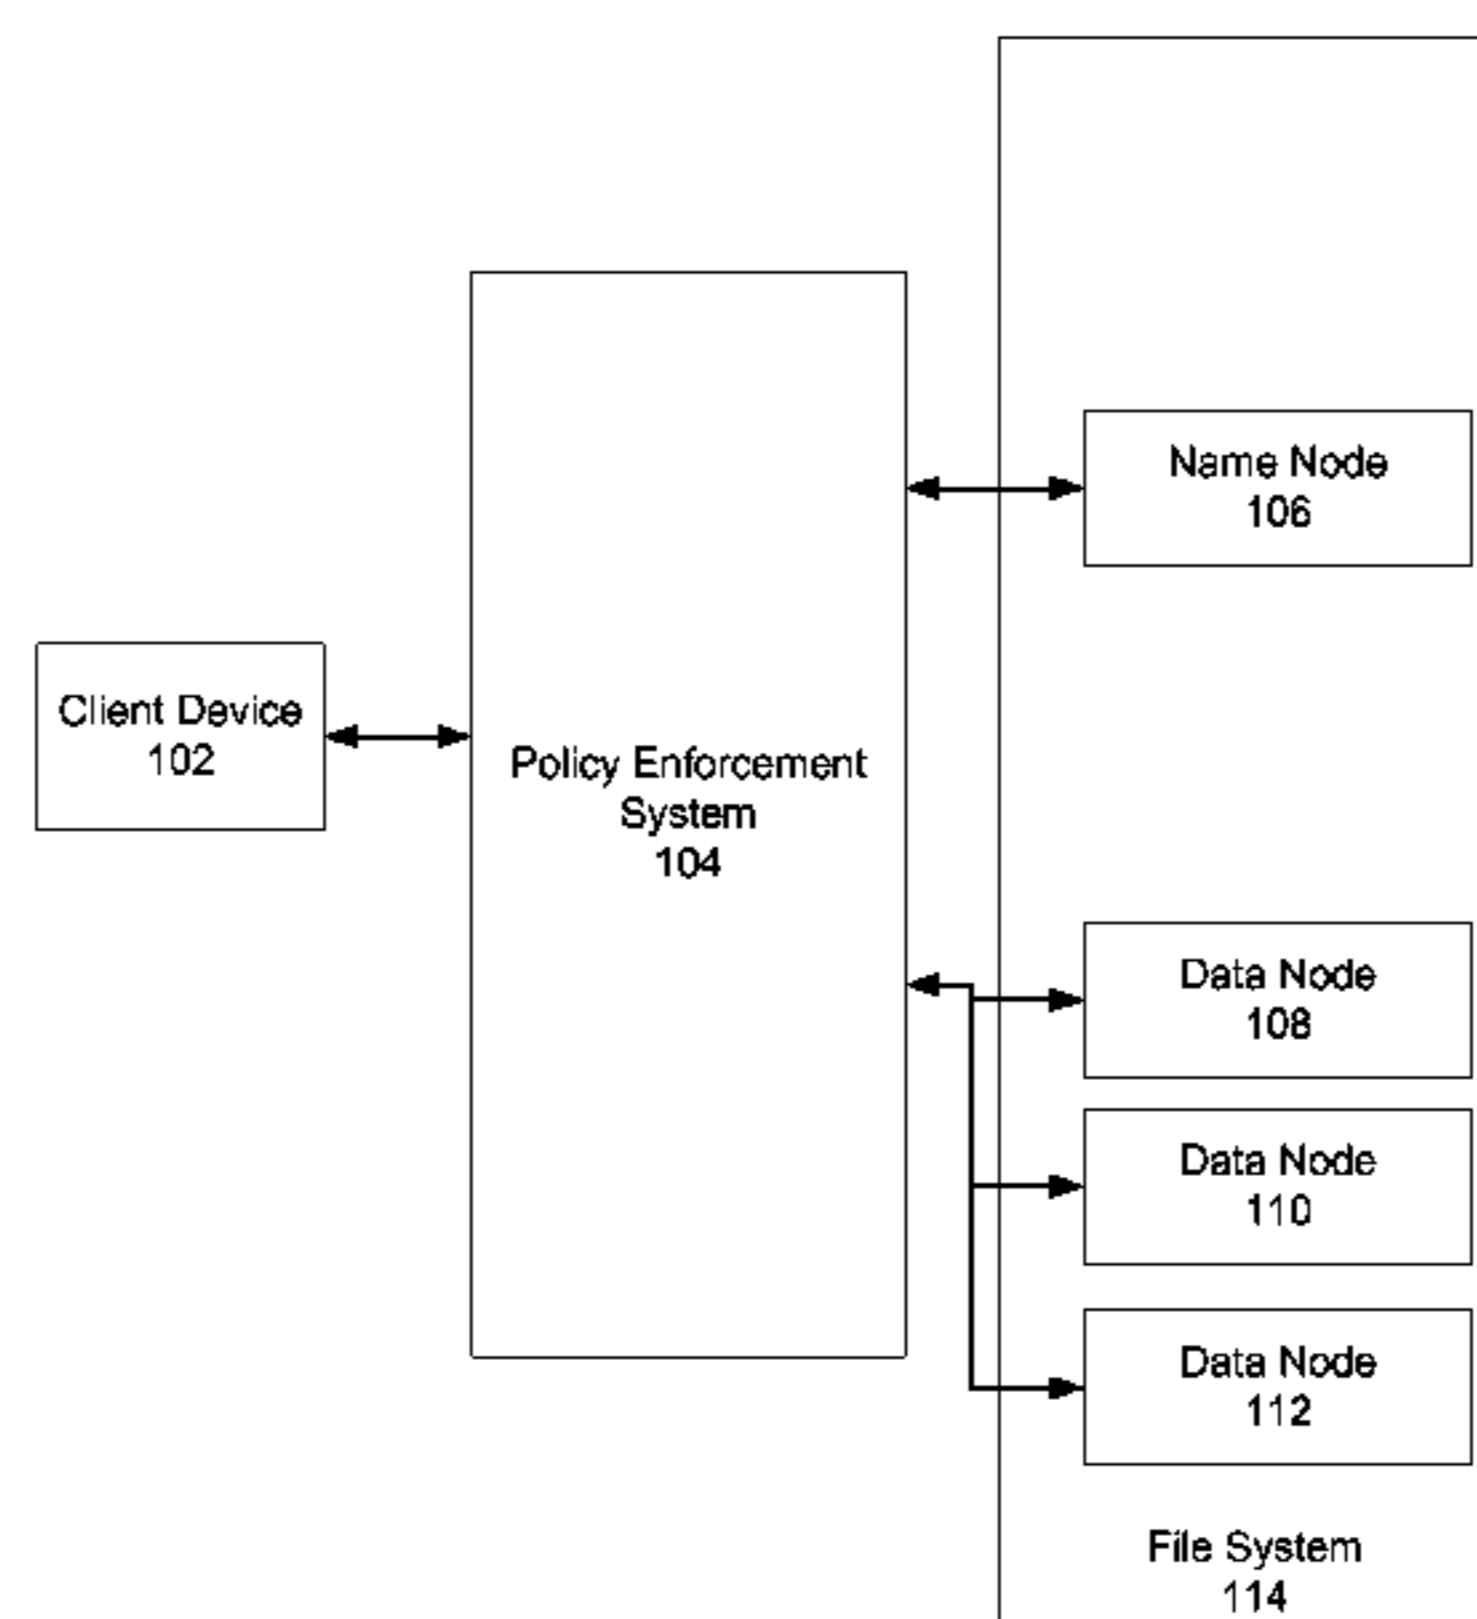 Client Device
102
Policy Enforcement
System
104
Name Node
106
Data Node
108
Data Node
110
Data Node
112
File System
114